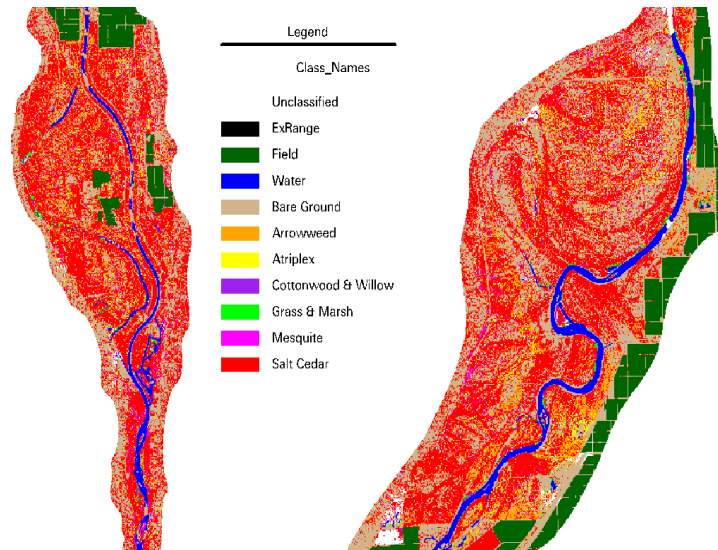 Legend
Class_Names
Unclassified
ExRange
Field
Water
Bare Ground
Arrowweed
Atriplex
Cottonwood & Willow
Grass & Marsh
Mesquite
Salt Cedar